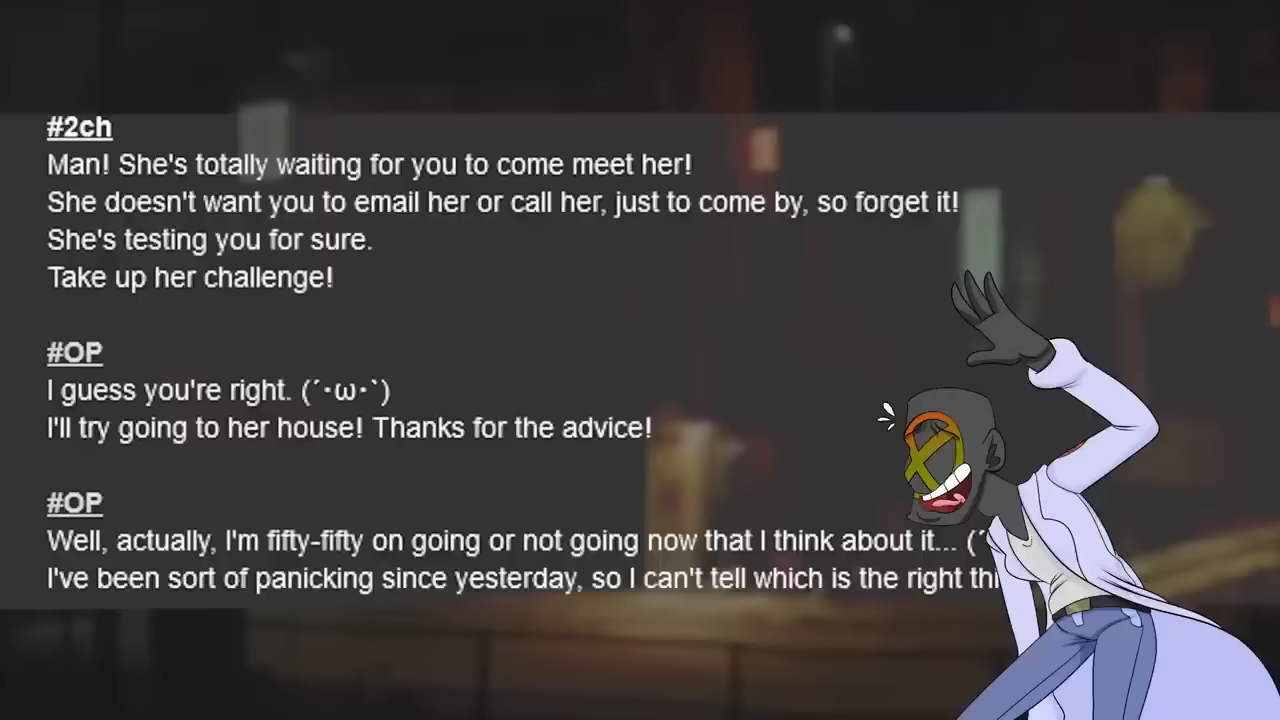 #2ch
Man! She's totally waiting for you to come meet her!
She doesn't want you to email her or call her, just to come by, so forget it!
She's testing you for sure.
Take up her challenge!
#OP
I guess you're right. (´･ω･`)
I'll try going to her house! Thanks for the advice!
#OP
Well, actually, I'm fifty-fifty on going or not going now that I think about it... (´
I've been sort of panicking since yesterday, so I can't tell which is the right